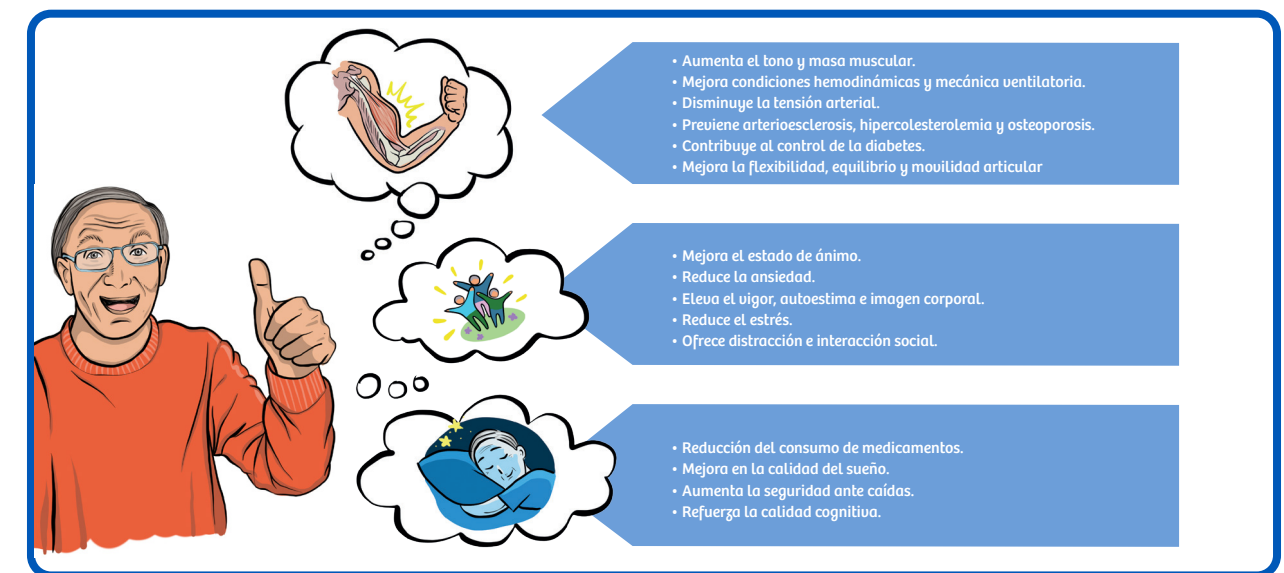 • Aumenta el tono y masa muscular.
• Mejora condiciones hemodinámicas y mecánica ventilatoria.
• Disminuye la tensión arterial.
• Previene arterioesclerosis, hipercolesterolemia y osteoporosis.
• Contribuye al control de la diabetes.
• Mejora la flexibilidad, equilibrio y movilidad articular
• Mejora el estado de ánimo.
• Reduce la ansiedad.
• Eleva el vigor, autoestima e imagen corporal.
• Reduce el estrés.
• Ofrece distracción e interacción social.
• Reducción del consumo de medicamentos.
• Mejora en la calidad del sueño.
• Aumenta la seguridad ante caídas.
• Refuerza la calidad cognitiva.